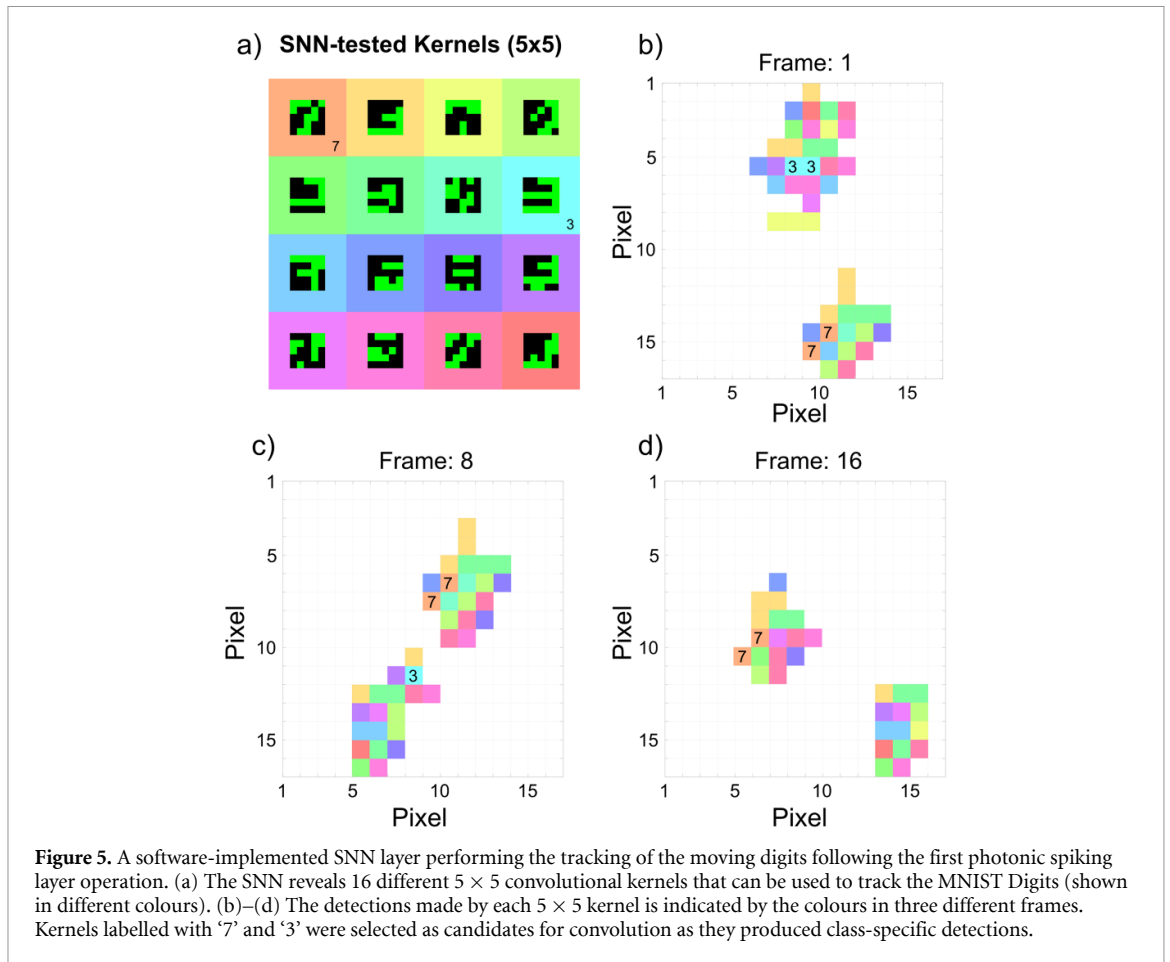 a) SNN-tested Kernels (5x5)
7
3
b)
Frame: 1
1
5
10
15
Pixel
3 3
7
7
1 5 10 15
Pixel
c)
Frame: 8
1
5
10
15
Pixel
7
7
3
1 5 10 15
Pixel
d)
Frame: 16
1
5
10
15
Pixel
7
7
1 5 10 15
Pixel
Figure 5. A software-implemented SNN layer performing the tracking of the moving digits following the first photonic spiking
layer operation. (a) The SNN reveals 16 different 5 × 5 convolutional kernels that can be used to track the MNIST Digits (shown
in different colours). (b)–(d) The detections made by each 5 × 5 kernel is indicated by the colours in three different frames.
Kernels labelled with ‘7’ and ‘3’ were selected as candidates for convolution as they produced class-specific detections.